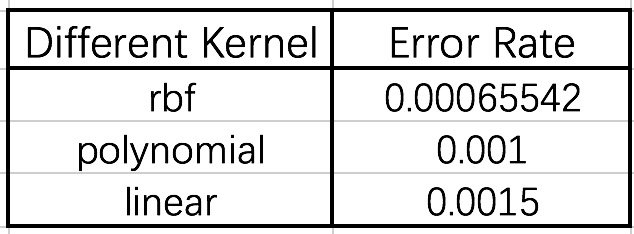 Different Kernel Error Rate
rbf 0.00065542
polynomial 0.001
linear 0.0015